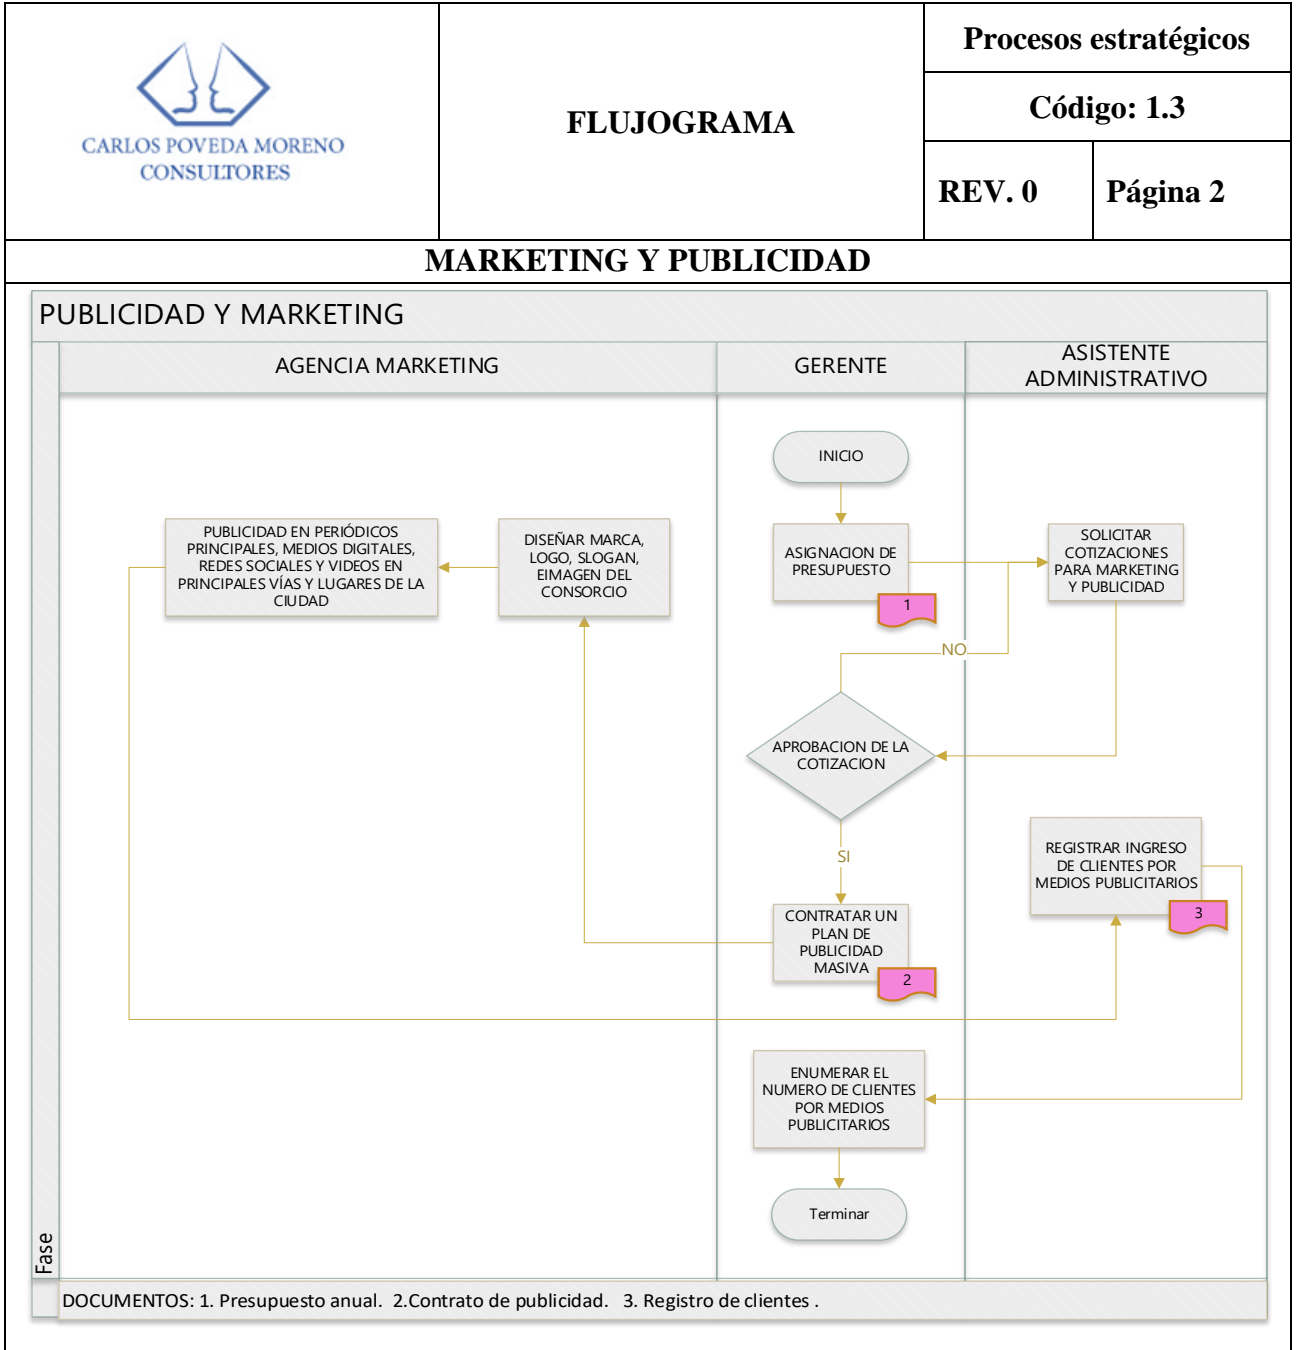 CARLOS POVEDA MORENO
CONSULTORES
FLUJOGRAMA
Procesos estratégicos
Código: 1.3
REV. 0
Página 2
MARKETING Y PUBLICIDAD
PUBLICIDAD Y MARKETING
AGENCIA MARKETING
GERENTE
ASISTENTE
ADMINISTRATIVO
INICIO
PUBLICIDAD EN PERIÓDICOS
PRINCIPALES, MEDIOS DIGITALES,
REDES SOCIALES Y VIDEOS EN
PRINCIPALES VÍAS Y LUGARES DE LA
CIUDAD
DISEÑAR MARCA,
LOGO, SLOGAN,
EIMAGEN DEL
CONSORCIO
ASIGNACION DE
PRESUPUESTO
1
SOLICITAR
COTIZACIONES
PARA MARKETING
Y PUBLICIDAD
NO
APROBACION DE LA
COTIZACION
SI
REGISTRAR INGRESO
DE CLIENTES POR
MEDIOS PUBLICITARIOS
3
CONTRATAR UN
PLAN DE
PUBLICIDAD
MASIVA
2
ENUMERAR EL
NUMERO DE CLIENTES
POR MEDIOS
PUBLICITARIOS
Terminar
Fase
DOCUMENTOS: 1. Presupuesto anual. 2.Contrato de publicidad. 3. Registro de clientes .